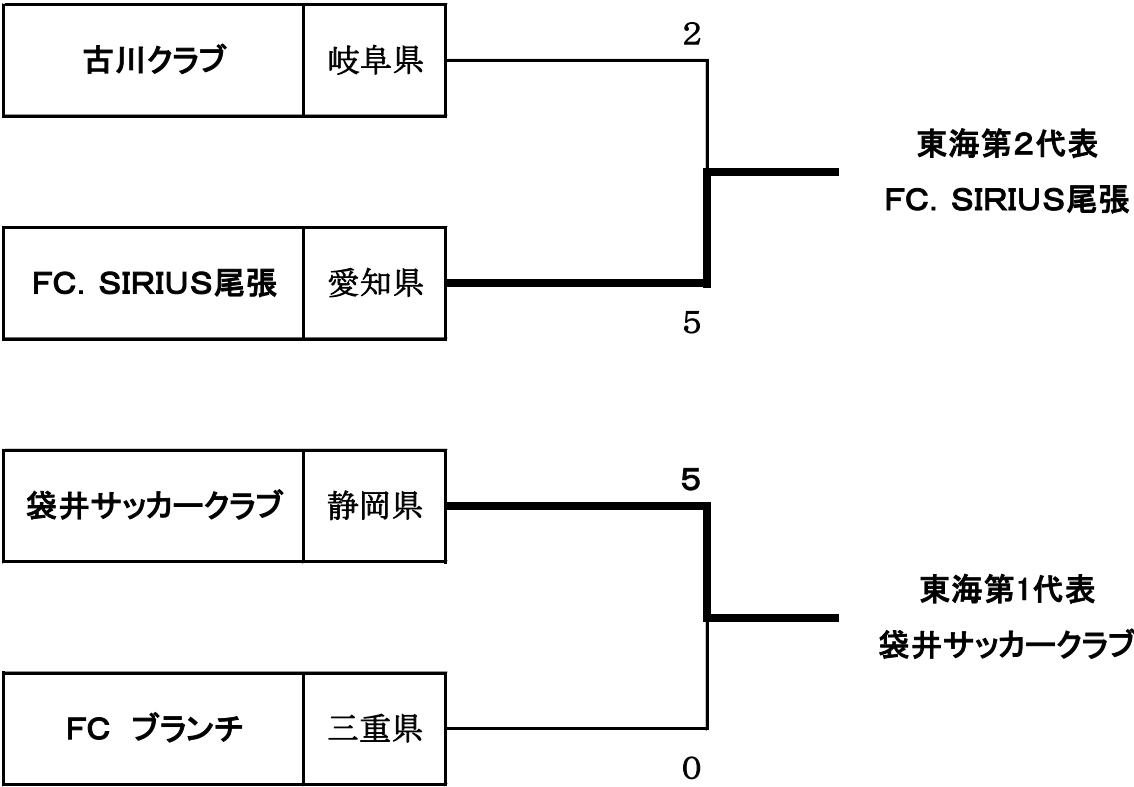 古川クラブ 岐阜県
2
東海第2代表
FC．SIRIUS尾張
FC．SIRIUS尾張 愛知県
5
5
袋井サッカークラブ 静岡県
東海第1代表
袋井サッカークラブ
FC　ブランチ 三重県
0